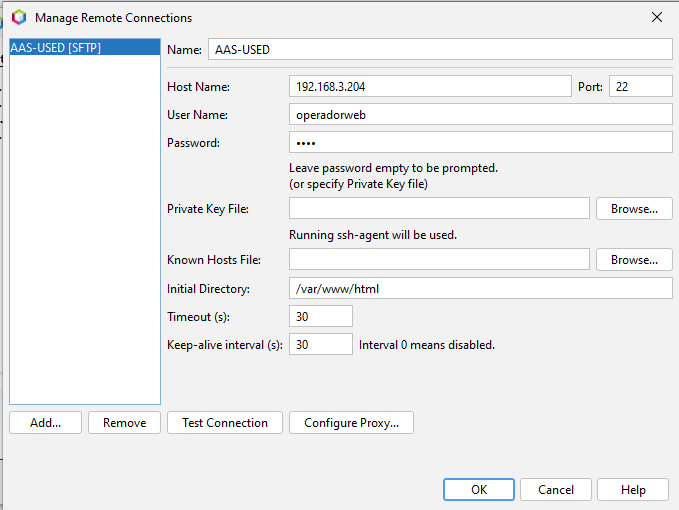 Manage Remote Connections
AAS-USED [SFTP]
Name: AAS-USED
Host Name: 192.168.3.204 Port: 22
User Name: operadorweb
Password: ••••
Leave password empty to be prompted.
(or specify Private Key file)
Private Key File: Browse...
Running ssh-agent will be used.
Known Hosts File: Browse...
Initial Directory: /var/www/html
Timeout (s): 30
Keep-alive interval (s): 30 Interval 0 means disabled.
Add... Remove Test Connection Configure Proxy...
OK Cancel Help